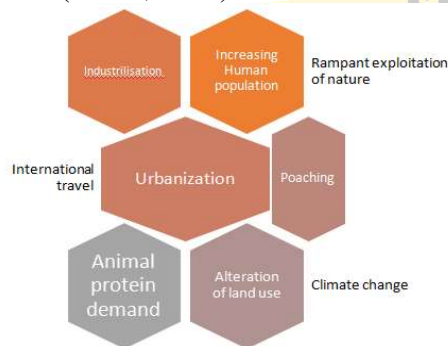 Industrilisation
Increasing
Human
population
Rampant exploitation
of nature
International
travel
Urbanization
Poaching
Animal
protein
demand
Alteration
of land use
Climate change